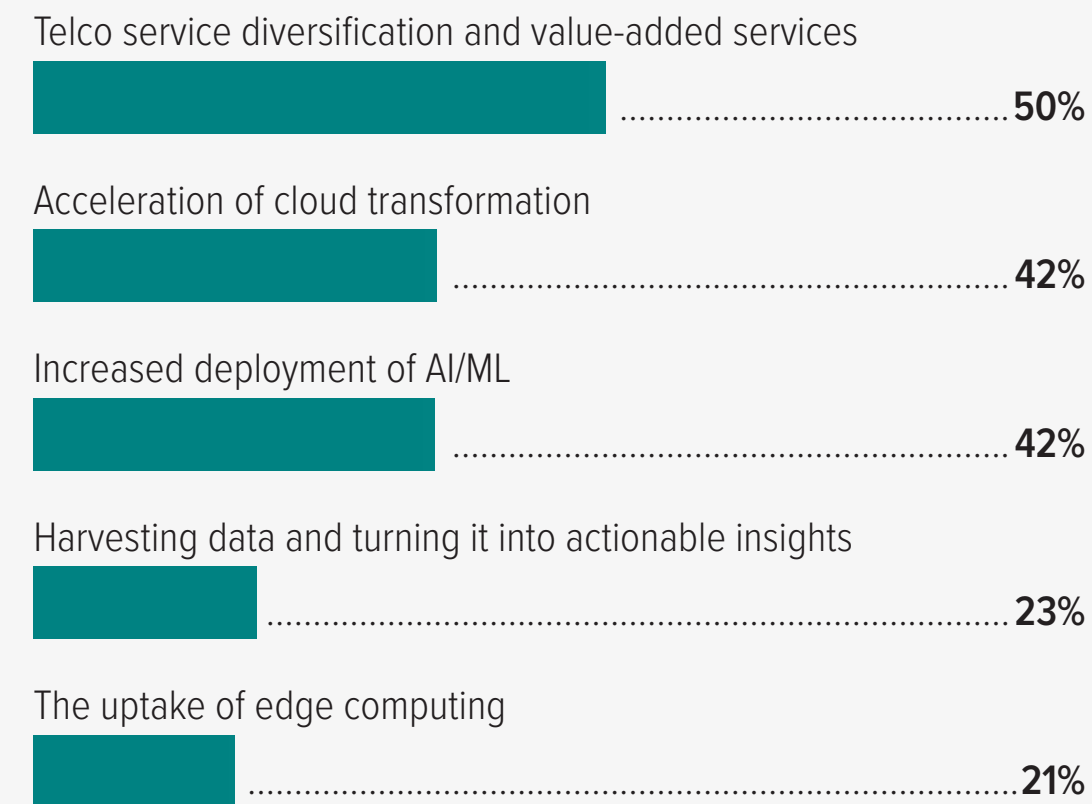 Telco service diversification and value-added services
50%
Acceleration of cloud transformation
42%
Increased deployment of AI/ML
42%
Harvesting data and turning it into actionable insights
23%
The uptake of edge computing
21%